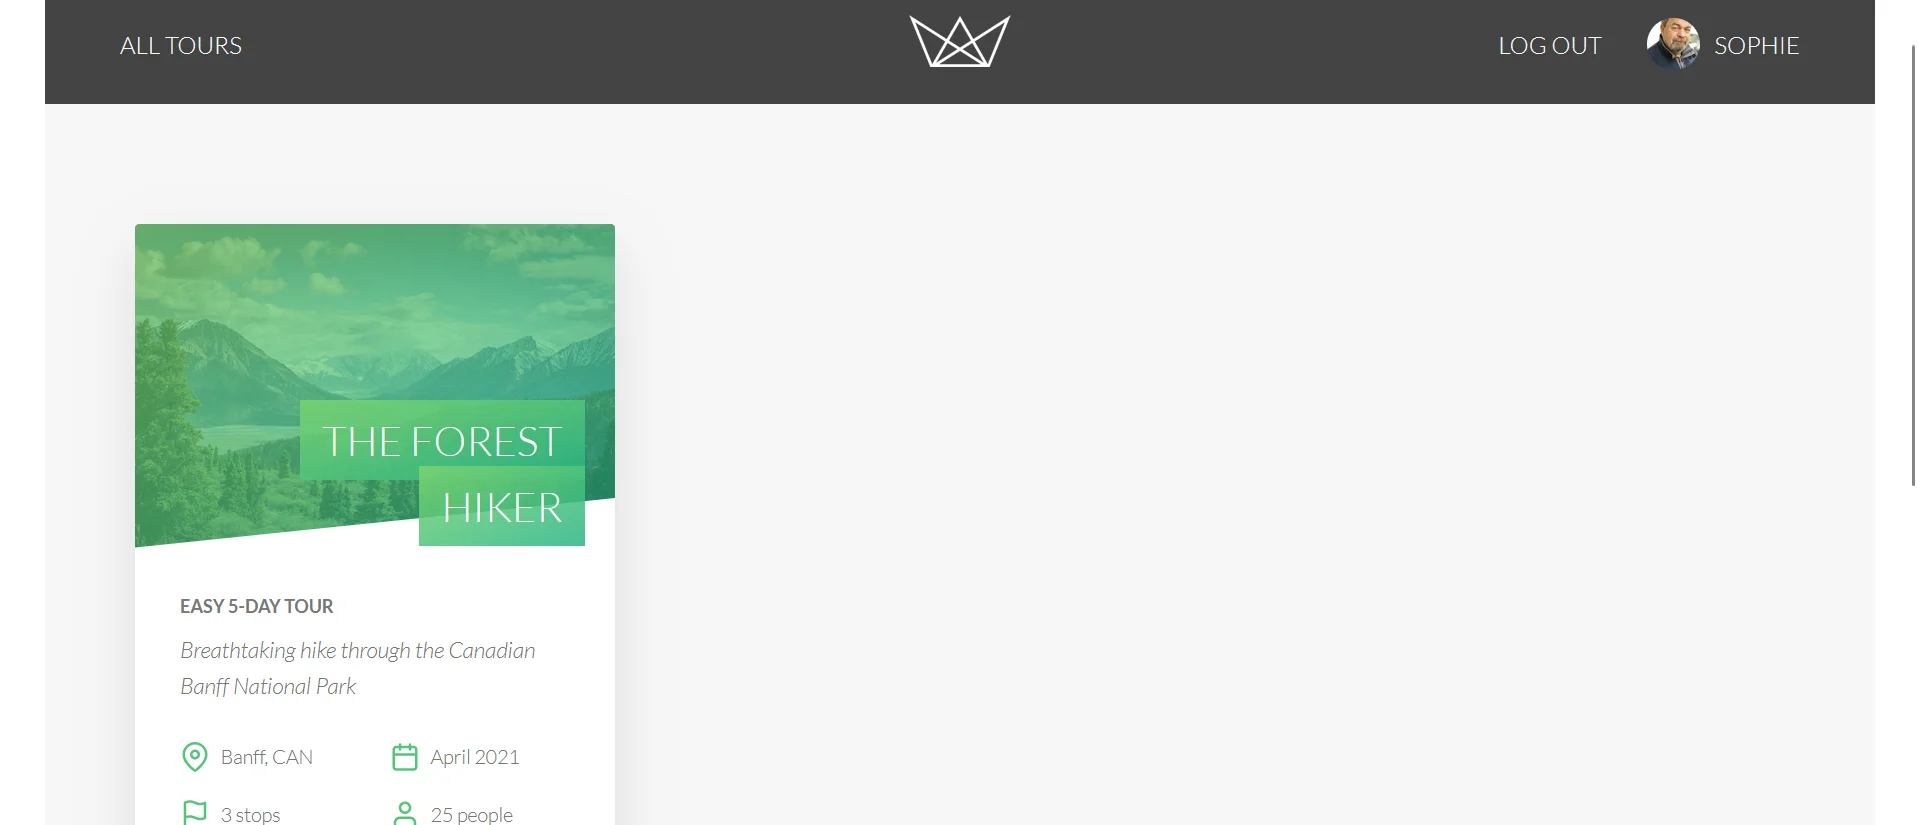 ALL TOURS
LOG OUT
SOPHIE
THE FOREST
HIKER
EASY 5-DAY TOUR
Breathtaking hike through the Canadian
Banff National Park
Banff, CAN
April 2021
3 stops
25 people